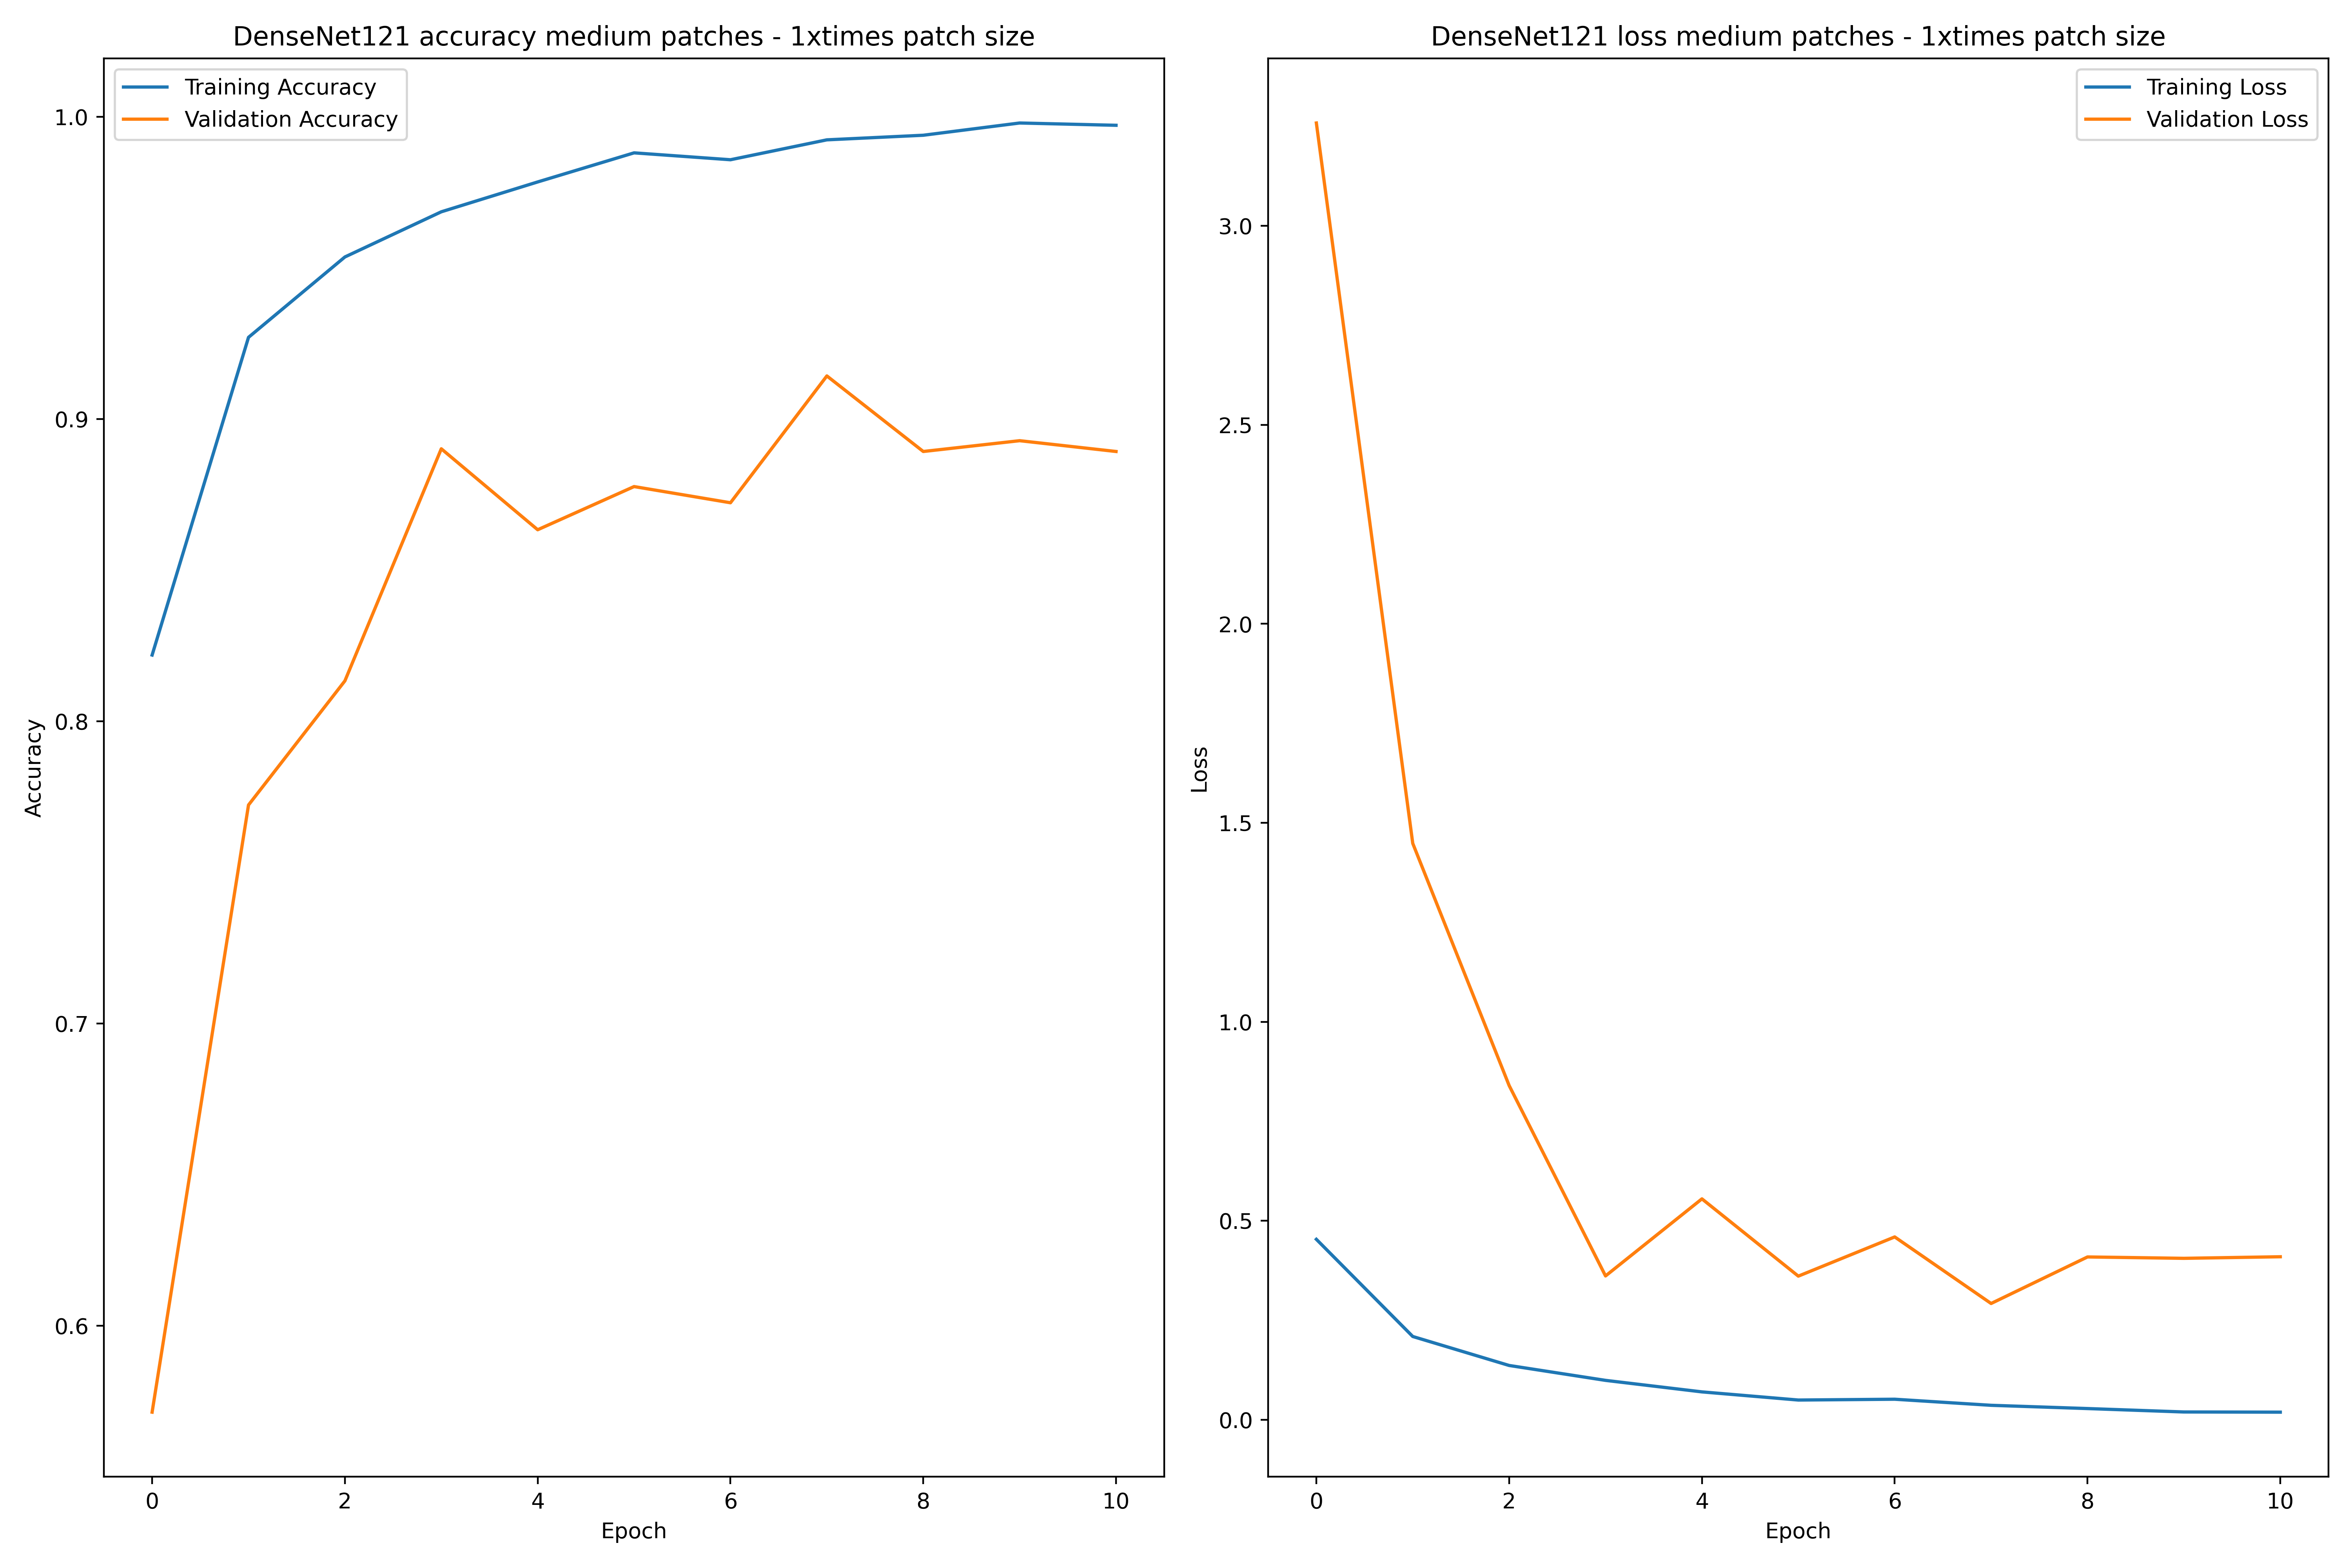 DenseNet121 accuracy medium patches - 1xtimes patch size
Training Accuracy
Validation Accuracy
1.0
0.9
0.8
0.7
0.6
Accuracy
0 2 4 6 8 10
Epoch
DenseNet121 loss medium patches - 1xtimes patch size
Training Loss
Validation Loss
3.0
2.5
2.0
1.5
1.0
0.5
0.0
Loss
0 2 4 6 8 10
Epoch